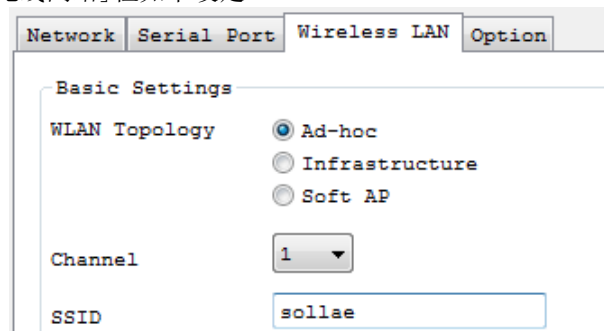 Network Serial Port Wireless LAN Option
Basic Settings
WLAN Topology Ad-hoc
Infrastructure
Soft AP
Channel 1
SSID sollae